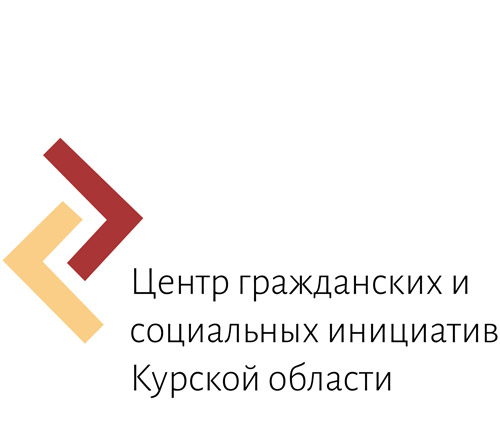 Центр гражданских и
социальных инициатив
Курской области